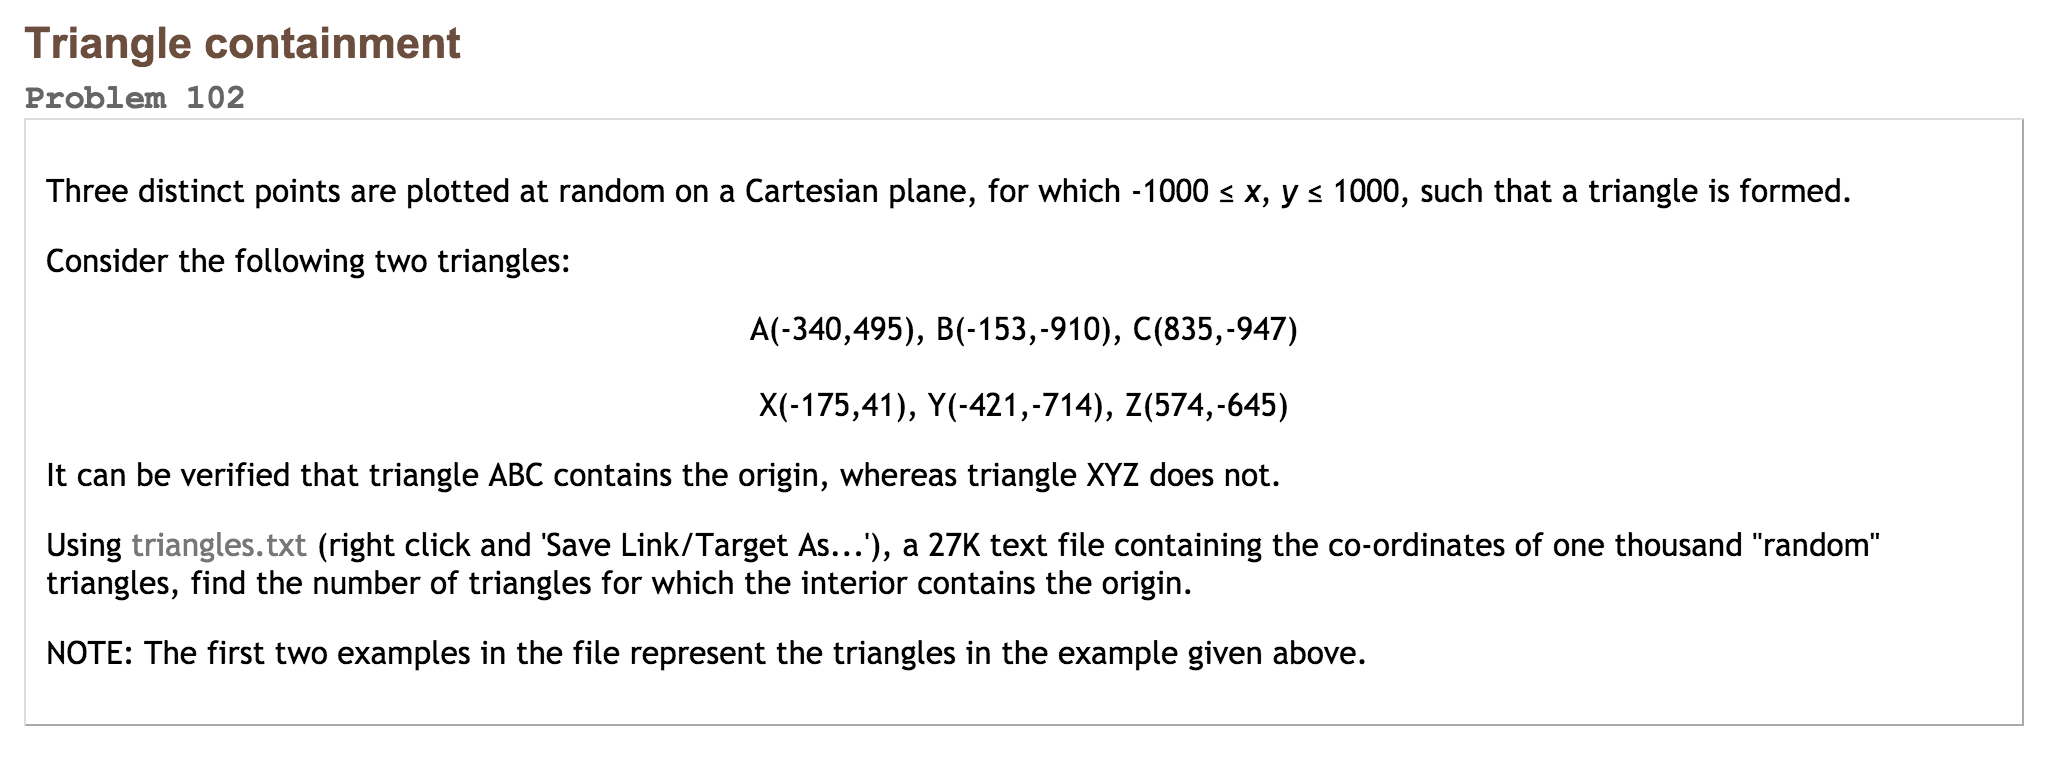 Triangle containment
Problem 102
Three distinct points are plotted at random on a Cartesian plane, for which -1000 ≤ x, y ≤ 1000, such that a triangle is formed.
Consider the following two triangles:
A(-340,495), B(-153,-910), C(835,-947)
X(-175,41), Y(-421,-714), Z(574,-645)
It can be verified that triangle ABC contains the origin, whereas triangle XYZ does not.
Using triangles.txt (right click and 'Save Link/Target As...'), a 27K text file containing the co-ordinates of one thousand "random"
triangles, find the number of triangles for which the interior contains the origin.
NOTE: The first two examples in the file represent the triangles in the example given above.